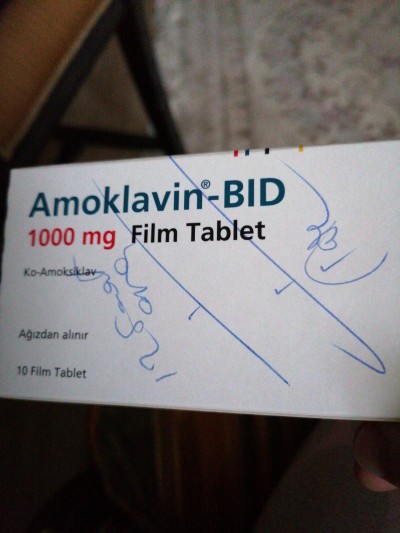 Amoklavin®-BID
1000 mg Film Tablet
Ko-Amoksiklav
Ağızdan alınır
10 Film Tablet